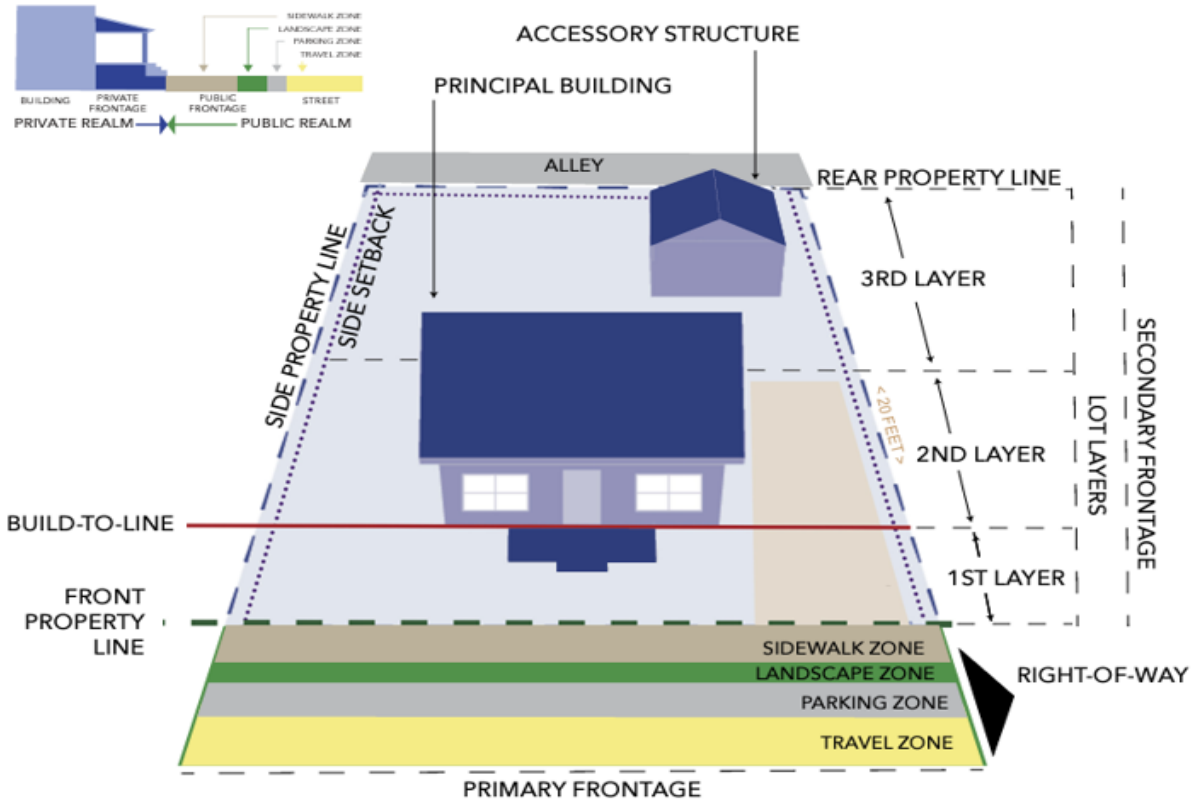 SIDEWALK ZONE
LANDSCAPE ZONE
PARKING ZONE
TRAVEL ZONE
BUILDING
PRIVATE
FRONTAGE
PUBLIC
FRONTAGE
STREET
PRIVATE REALM
PUBLIC REALM
ACCESSORY STRUCTURE
PRINCIPAL BUILDING
ALLEY
REAR PROPERTY LINE
SIDE PROPERTY LINE
SIDE SETBACK
3RD LAYER
< 20 FEET >
2ND LAYER
LOT LAYERS
SECONDARY FRONTAGE
BUILD-TO-LINE
1ST LAYER
FRONT
PROPERTY
LINE
SIDEWALK ZONE
LANDSCAPE ZONE
PARKING ZONE
TRAVEL ZONE
RIGHT-OF-WAY
PRIMARY FRONTAGE